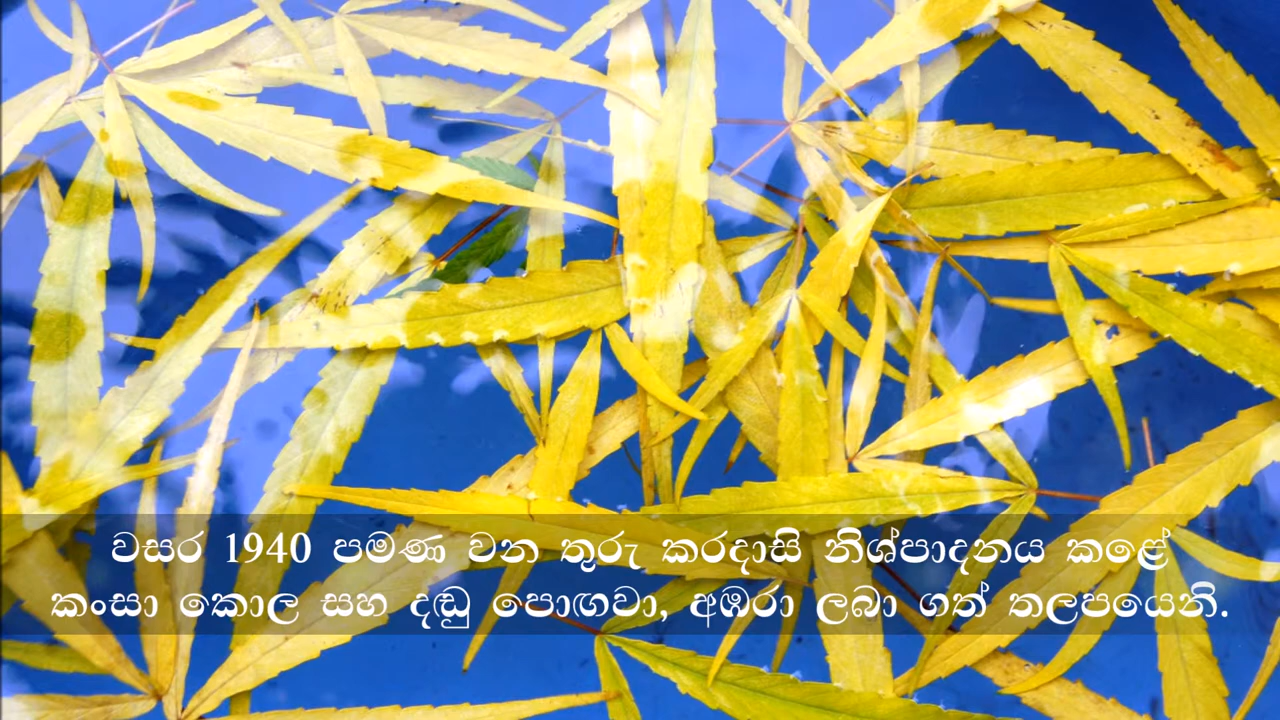 වසර 1940 පමණ වන තුරු කරදාසි නිශ්පාදනය කළේ
කංසා කොල සහ දඬු පොඟවා, අඹරා ලබා ගත් තලපයෙනි.